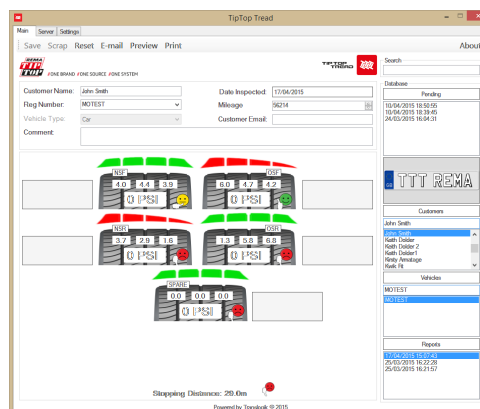 TipTop Tread
Main Server Settings
Save Scrap Reset E-mail Preview Print About
REMA
TIP TOP
#ONE BRAND #ONE SOURCE #ONE SYSTEM
TIP TOP
TREAD
Customer Name: John Smith
Date Inspected: 17/04/2015
Reg Number: MOTEST
Mileage 56214
Vehicle Type: Car
Customer Email:
Comment:
NSF
4.0 4.4 3.9
0 PSI
OSF
6.0 4.7 4.2
0 PSI
NSR
3.7 2.9 1.6
0 PSI
OSR
1.3 5.8 6.8
0 PSI
SPARE
0.0 0.0 0.0
0 PSI
Stopping Distance: 29.0m
Search
Database
Pending
10/04/2015 18:50:55
10/04/2015 18:39:45
24/03/2015 16:04:31
TTT REMA
Customers
John Smith
John Smith
Keith Dolder
Keith Dolder 2
Keith Dolder1
Kirsty Armitage
Kwik Fit
Vehicles
MOTEST
MOTEST
Reports
17/04/2015 15:07:43
25/03/2015 16:22:28
25/03/2015 16:21:57